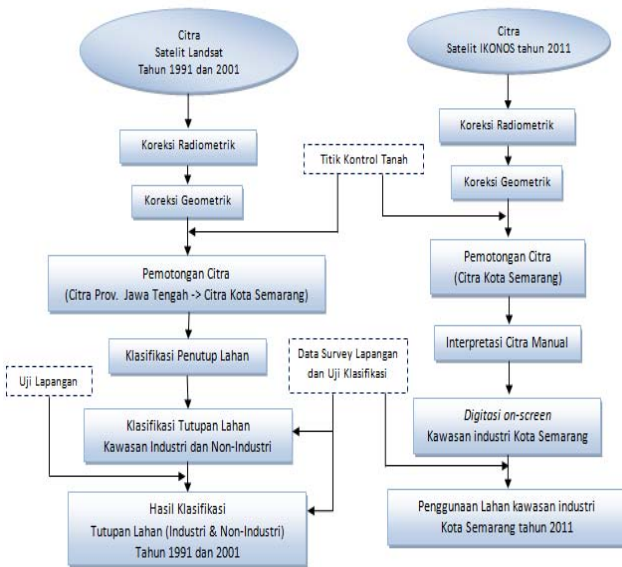 Citra
Satelit Landsat
Tahun 1991 dan 2001
Koreksi Radiometrik
Koreksi Geometrik
Pemotongan Citra
(Citra Prov. Jawa Tengah -> Citra Kota Semarang)
Klasifikasi Penutup Lahan
Uji Lapangan
Klasifikasi Tutupan Lahan
Kawasan Industri dan Non-Industri
Hasil Klasifikasi
Tutupan Lahan (Industri & Non-Industri)
Tahun 1991 dan 2001
Titik Kontrol Tanah
Data Survey Lapangan
dan Uji Klasifikasi
Citra
Satelit IKONOS tahun 2011
Koreksi Radiometrik
Koreksi Geometrik
Pemotongan Citra
(Citra Kota Semarang)
Interpretasi Citra Manual
Digitasi on-screen
Kawasan industri Kota Semarang
Penggunaan Lahan kawasan industri
Kota Semarang tahun 2011